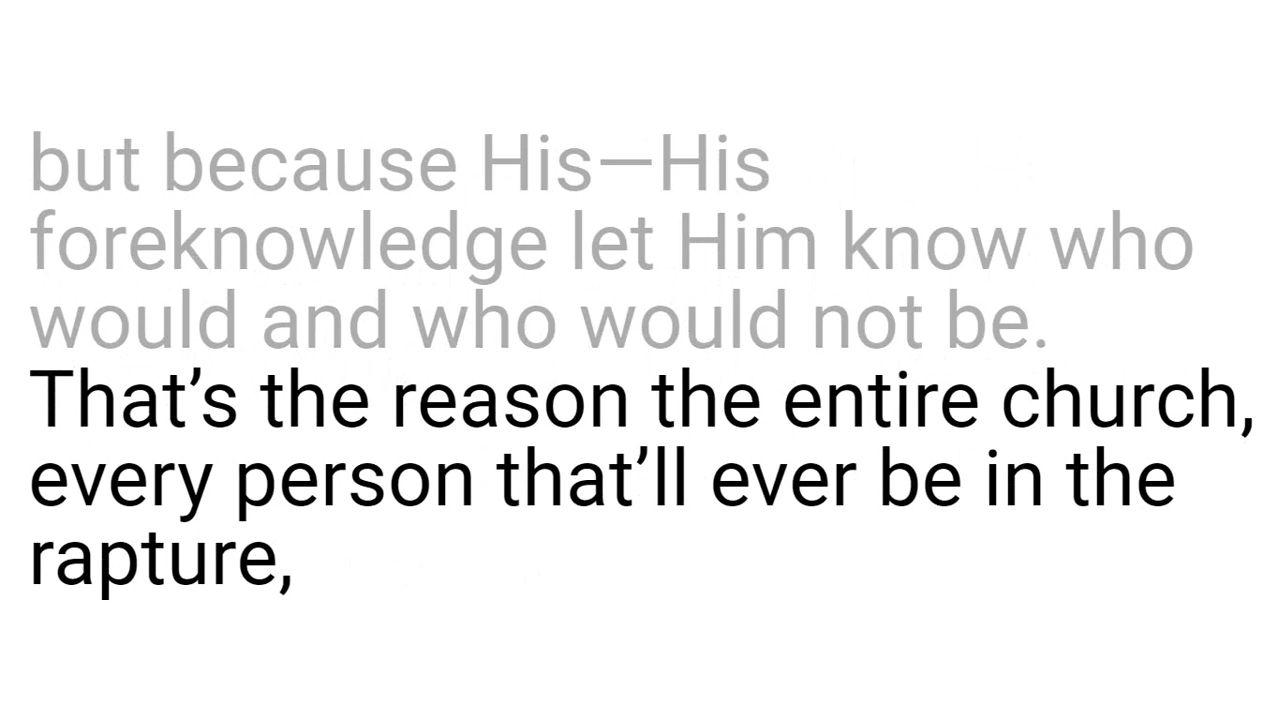 but because His—His
foreknowledge let Him know who
would and who would not be.
That’s the reason the entire church,
every person that’ll ever be in the
rapture,